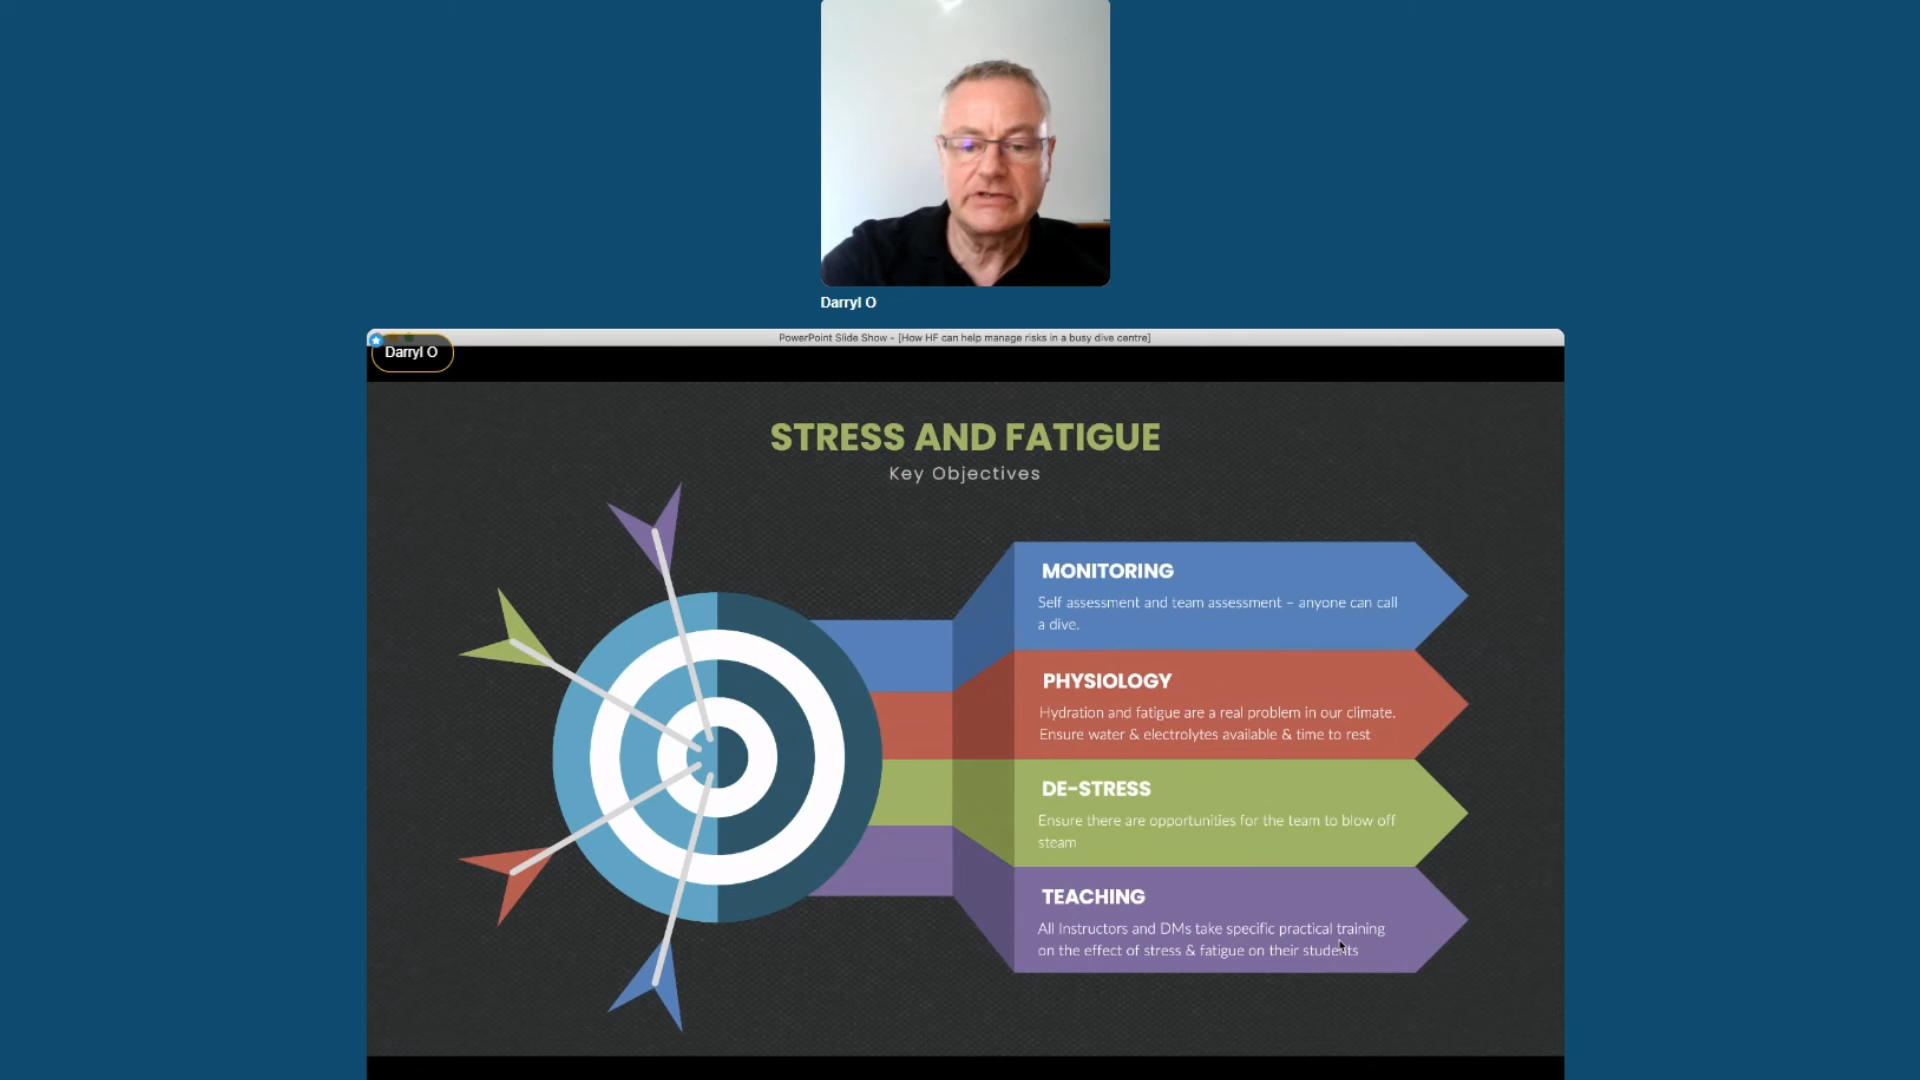 Darryl O
PowerPoint Slide Show - [How HF can help manage risks in a busy dive centre]
Darryl O
STRESS AND FATIGUE
Key Objectives
MONITORING
Self assessment and team assessment – anyone can call
a dive.
PHYSIOLOGY
Hydration and fatigue are a real problem in our climate.
Ensure water & electrolytes available & time to rest
DE-STRESS
Ensure there are opportunities for the team to blow off
steam
TEACHING
All Instructors and DMs take specific practical training
on the effect of stress & fatigue on their students